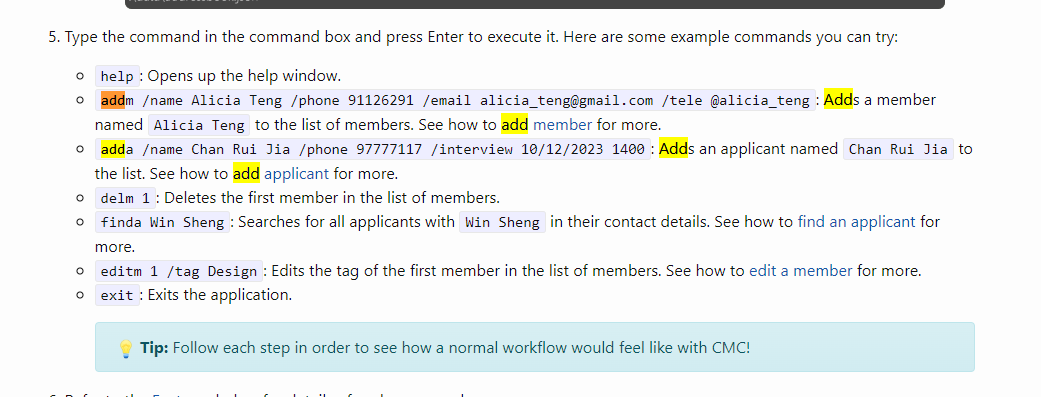 5. Type the command in the command box and press Enter to execute it. Here are some example commands you can try:
help : Opens up the help window.
addm /name Alicia Teng /phone 91126291 /email alicia_teng@gmail.com /tele @alicia_teng : Adds a member
named Alicia Teng to the list of members. See how to add member for more.
adda /name Chan Rui Jia /phone 97777117 /interview 10/12/2023 1400 : Adds an applicant named Chan Rui Jia to
the list. See how to add applicant for more.
delm 1 : Deletes the first member in the list of members.
finda Win Sheng : Searches for all applicants with Win Sheng in their contact details. See how to find an applicant for
more.
editm 1 /tag Design : Edits the tag of the first member in the list of members. See how to edit a member for more.
exit : Exits the application.
💡 Tip: Follow each step in order to see how a normal workflow would feel like with CMC!